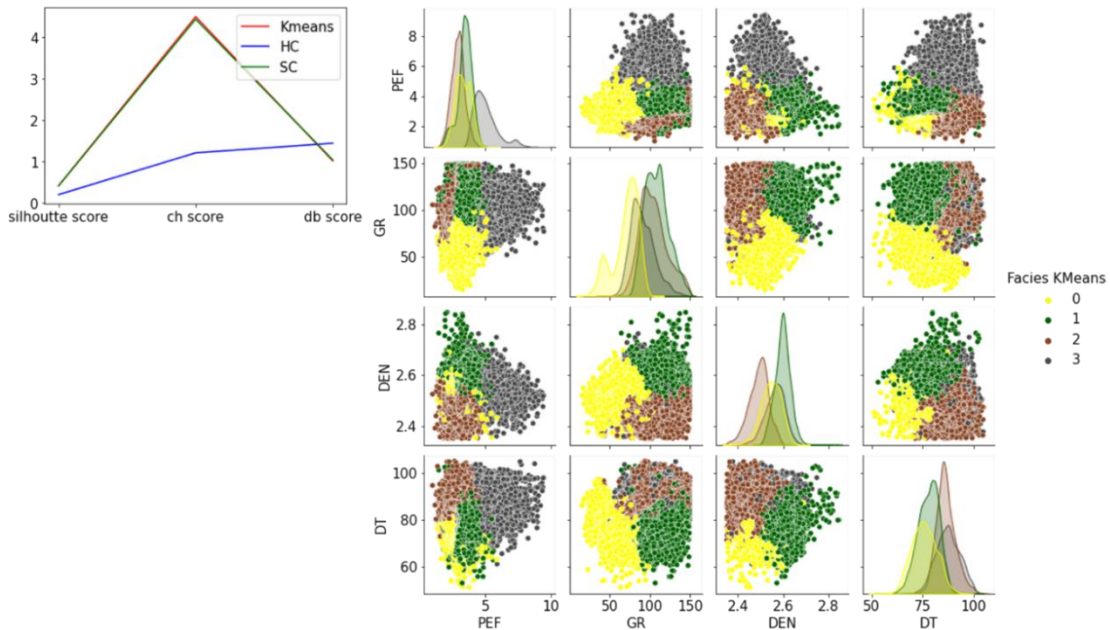 4
3
2
1
0
Kmeans
HC
SC
silhoutte score
ch score
db score
8
6
4
2
PEF
150
100
50
GR
2.8
2.6
2.4
DEN
100
80
60
DT
5
10
PEF
50
100
150
GR
2.4
2.6
2.8
DEN
50
75
100
DT
Facies KMeans
0
1
2
3